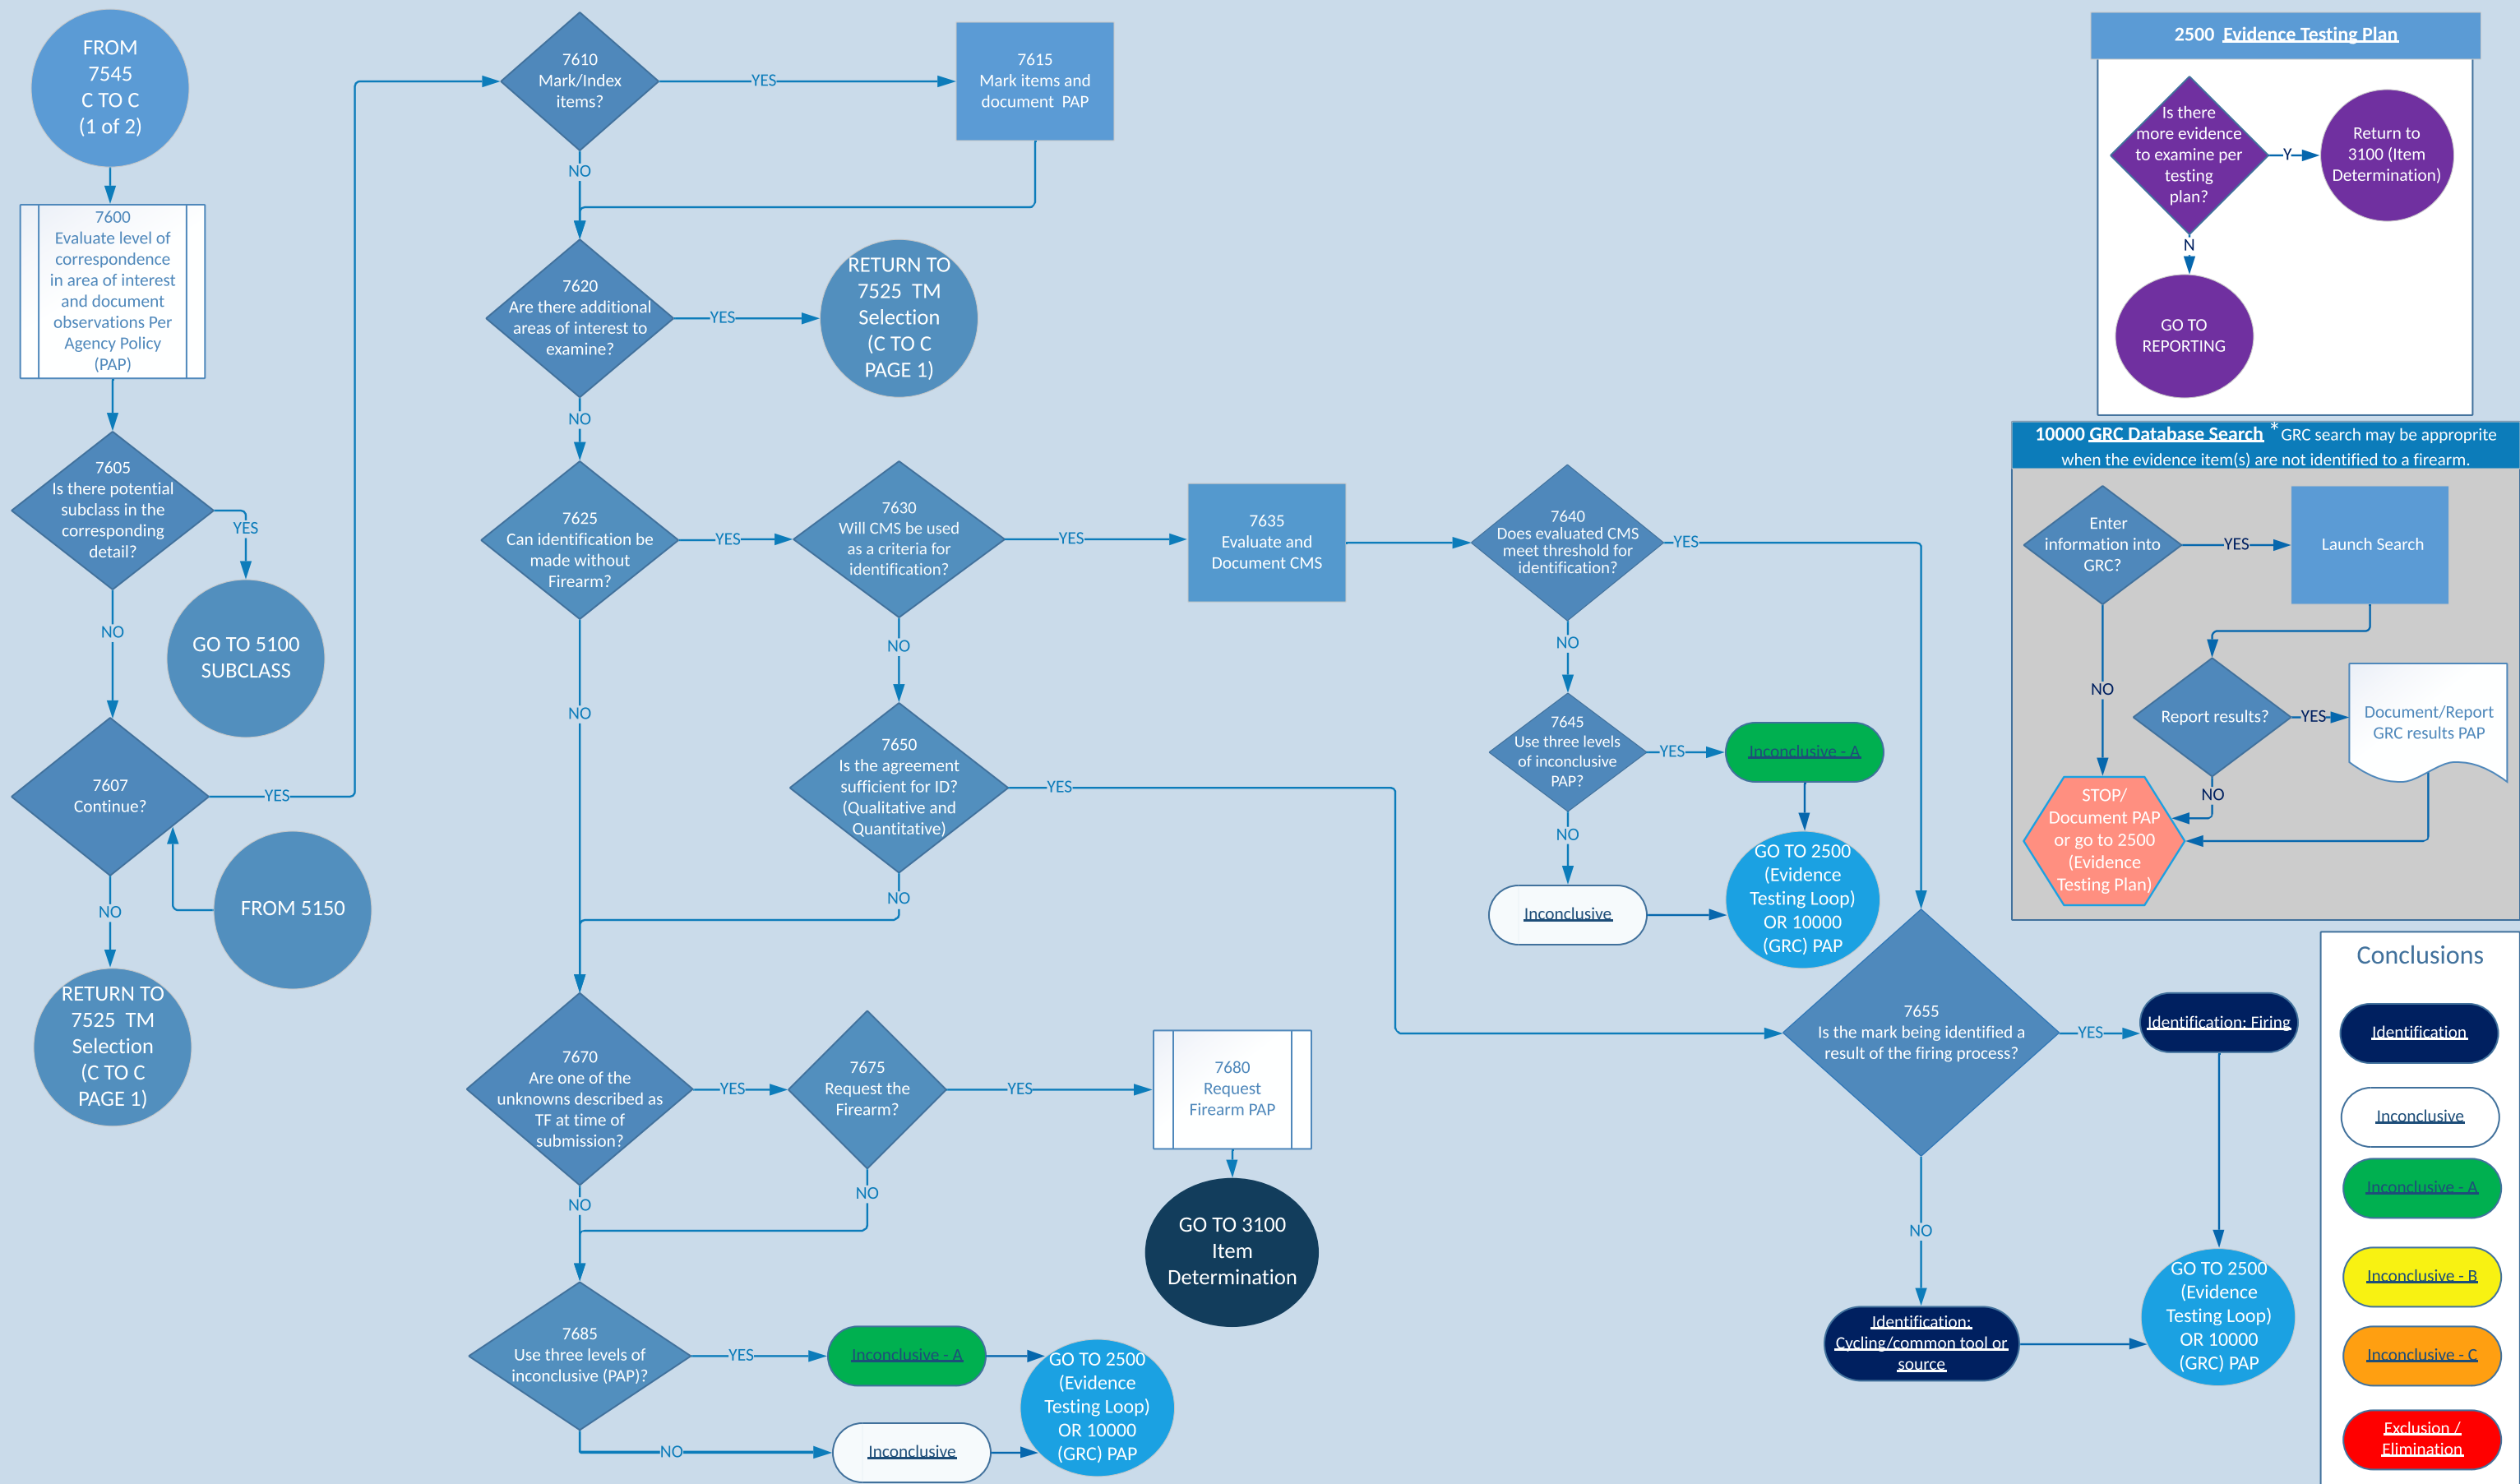 FROM
7545
C TO C
(1 of 2)
7600
Evaluate level of
correspondence
in area of interest
and document
observations Per
Agency Policy
(PAP)
7605
Is there potential
subclass in the
corresponding
detail?
YES
GO TO 5100
SUBCLASS
NO
7607
Continue?
YES
FROM 5150
NO
RETURN TO
7525 TM
Selection
(C TO C
PAGE 1)
7610
Mark/Index
items?
YES
7615
Mark items and
document PAP
NO
7620
Are there additional
areas of interest to
examine?
YES
RETURN TO
7525 TM
Selection
(C TO C
PAGE 1)
NO
7625
Can identification be
made without
Firearm?
YES
7630
Will CMS be used
as a criteria for
identification?
YES
7635
Evaluate and
Document CMS
7640
Does evaluated CMS
meet threshold for
identification?
YES
NO
NO
NO
7645
Use three levels
of inconclusive
PAP?
YES
Inconclusive - A
NO
Inconclusive
GO TO 2500
(Evidence
Testing Loop)
OR 10000
(GRC) PAP
7650
Is the agreement
sufficient for ID?
(Qualitative and
Quantitative)
YES
NO
7655
Is the mark being identified a
result of the firing process?
YES
Identification: Firing
NO
Identification:
Cycling/common tool or
source
GO TO 2500
(Evidence
Testing Loop)
OR 10000
(GRC) PAP
7670
Are one of the
unknowns described as
TF at time of
submission?
YES
7675
Request the
Firearm?
YES
7680
Request
Firearm PAP
GO TO 3100
Item
Determination
NO
NO
7685
Use three levels of
inconclusive (PAP)?
YES
Inconclusive - A
NO
Inconclusive
GO TO 2500
(Evidence
Testing Loop)
OR 10000
(GRC) PAP
2500 Evidence Testing Plan
Is there
more evidence
to examine per
testing
plan?
Y
Return to
3100 (Item
Determination)
N
GO TO
REPORTING
10000 GRC Database Search *GRC search may be approprite
when the evidence item(s) are not identified to a firearm.
Enter
information into
GRC?
YES
Launch Search
NO
Report results?
YES
Document/Report
GRC results PAP
NO
STOP/
Document PAP
or go to 2500
(Evidence
Testing Plan)
Conclusions
Identification
Inconclusive
Inconclusive - A
Inconclusive - B
Inconclusive - C
Exclusion /
Elimination